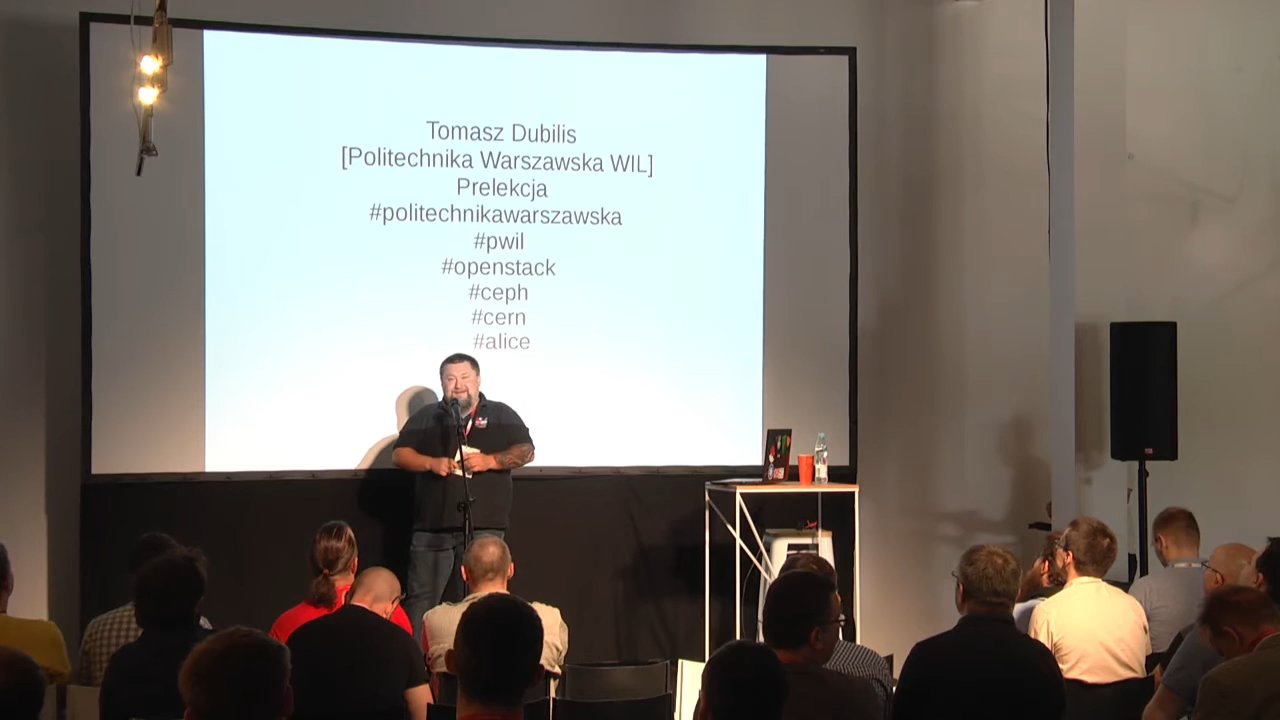 Tomasz Dubilis
[Politechnika Warszawska WIL]
Prelekcja
#politechnikawarszawska
#pwil
#openstack
#ceph
#cern
#alice